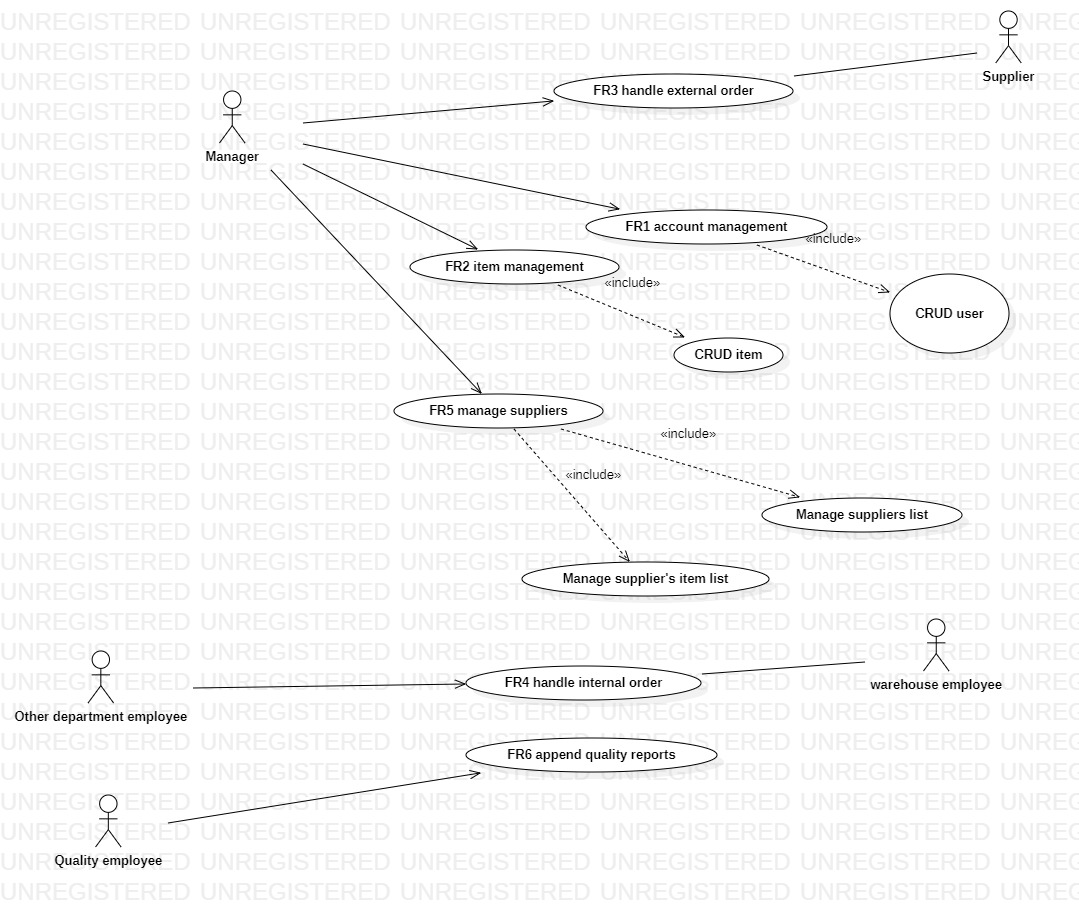 Supplier
FR3 handle external order
Manager
FR1 account management
«include»
FR2 item management
«include»
CRUD user
CRUD item
FR5 manage suppliers
«include»
«include»
Manage suppliers list
Manage supplier's item list
FR4 handle internal order
warehouse employee
Other department employee
FR6 append quality reports
Quality employee
UNREGISTERED